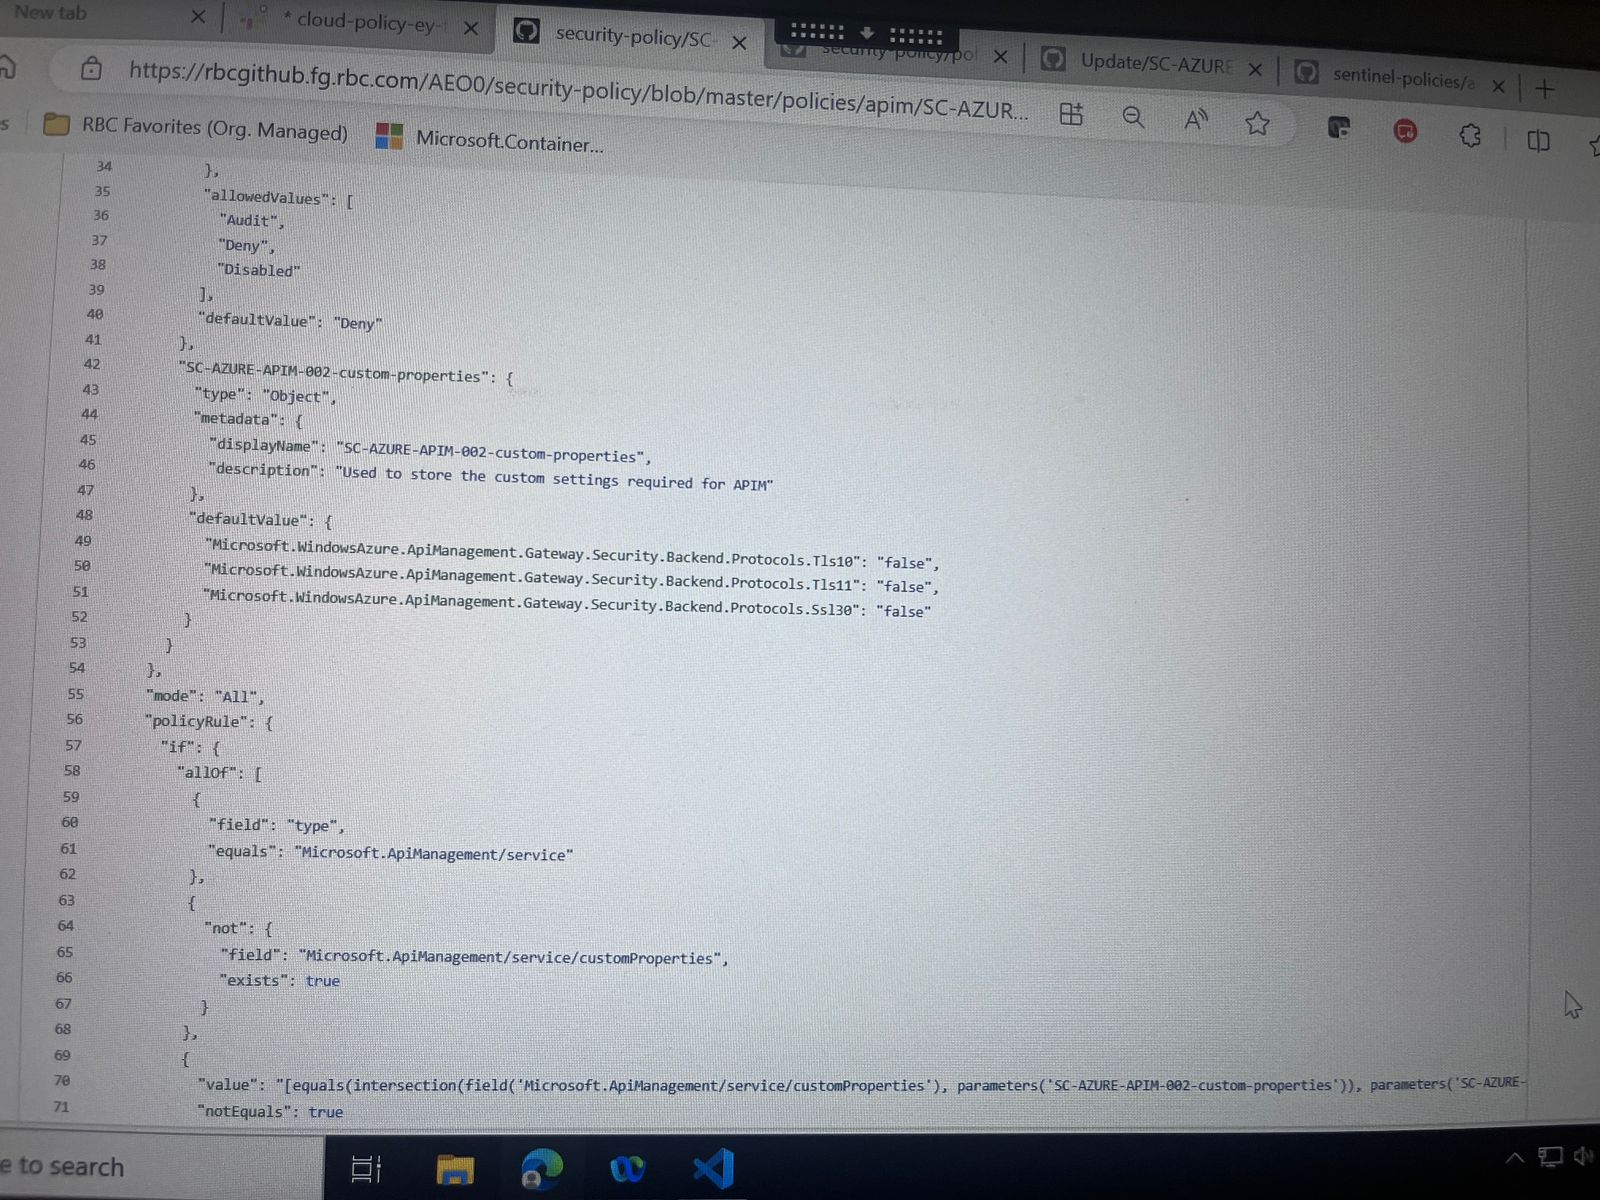 New tab
* cloud-policy-ey-
security-policy/SC-
security-policy/pol
Update/SC-AZURE
sentinel-policies/a
https://rbcgithub.fg.rbc.com/AEO0/security-policy/blob/master/policies/apim/SC-AZUR...
RBC Favorites (Org. Managed)
Microsoft.Container...
34 },
35 "allowedValues": [
36 "Audit",
37 "Deny",
38 "Disabled"
39 ],
40 "defaultValue": "Deny"
41 },
42 "SC-AZURE-APIM-002-custom-properties": {
43 "type": "Object",
44 "metadata": {
45 "displayName": "SC-AZURE-APIM-002-custom-properties",
46 "description": "Used to store the custom settings required for APIM"
47 },
48 "defaultValue": {
49 "Microsoft.WindowsAzure.ApiManagement.Gateway.Security.Backend.Protocols.Tls10": "false",
50 "Microsoft.WindowsAzure.ApiManagement.Gateway.Security.Backend.Protocols.Tls11": "false",
51 "Microsoft.WindowsAzure.ApiManagement.Gateway.Security.Backend.Protocols.Ssl30": "false"
52 }
53 }
54 },
55 "mode": "All",
56 "policyRule": {
57 "if": {
58 "allOf": [
59 {
60 "field": "type",
61 "equals": "Microsoft.ApiManagement/service"
62 },
63 {
64 "not": {
65 "field": "Microsoft.ApiManagement/service/customProperties",
66 "exists": true
67 }
68 },
69 {
70 "value": "[equals(intersection(field('Microsoft.ApiManagement/service/customProperties'), parameters('SC-AZURE-APIM-002-custom-properties')), parameters('SC-AZURE-
71 "notEquals": true
e to search